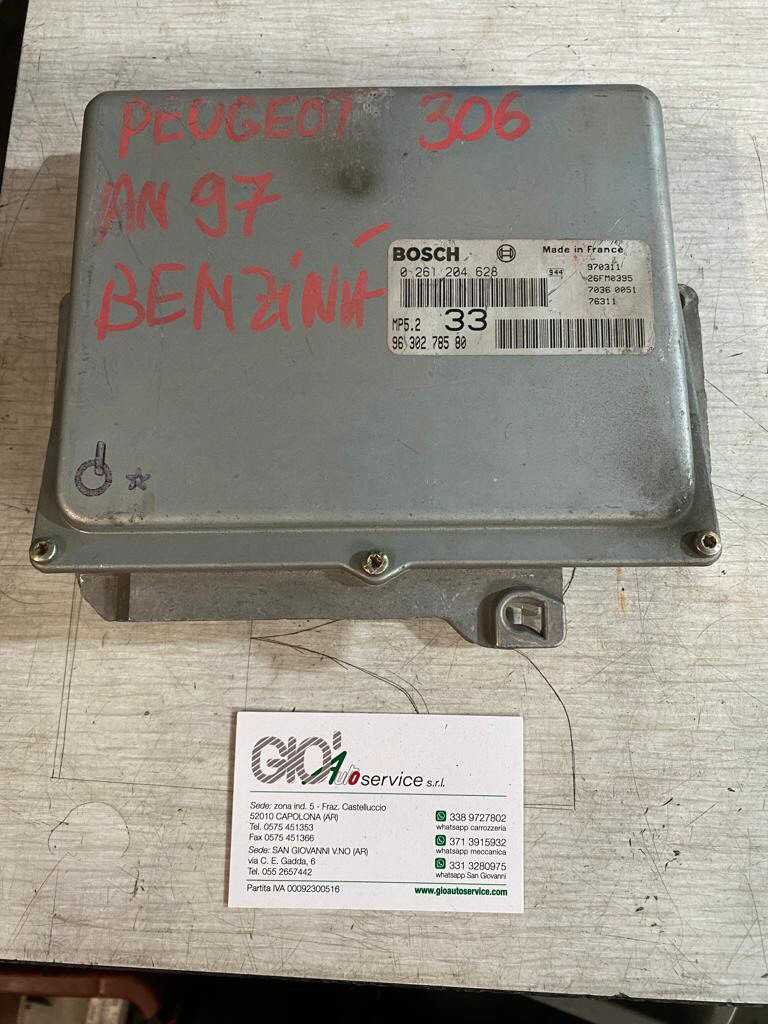 PEUGEOT 306
AN 97
BENZINĂ
BOSCH Made in France
0 261 204 628 S44 970311
26FM0395
7036 0051
76311
MP5.2 33
96 302 785 80
GIO' Auto service s.r.l.
Sede: zona ind. 5 - Fraz. Castelluccio
52010 CAPOLONA (AR)
Tel. 0575 451353
Fax 0575 451366
Sede: SAN GIOVANNI V.NO (AR)
via C. E. Gadda, 6
Tel. 055 2657442
Partita IVA 00092300516
338 9727802
whatsapp carrozzeria
371 3915932
whatsapp meccanica
331 3280975
whatsapp San Giovanni
www.gioautoservice.com